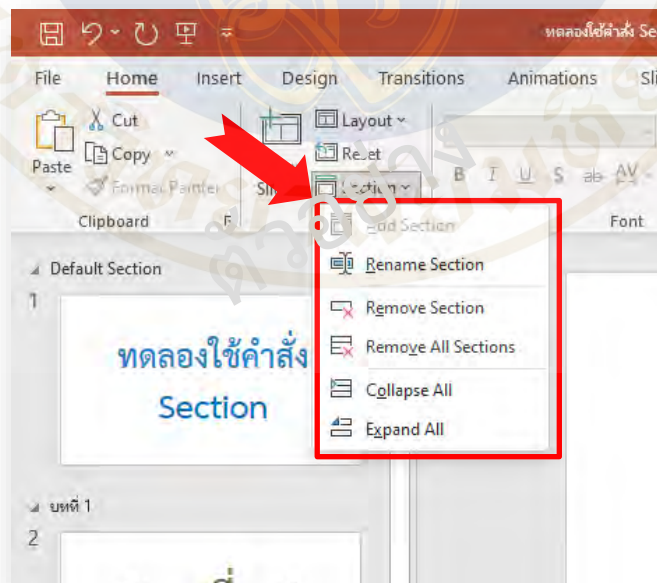 ทดลองใช้คำสั่ง Se
File Home Insert Design Transitions Animations Sli
Cut
Layout
Copy
Paste
Format Painter
B I U S ab AV
Clipboard
Font
Add Section
Rename Section
Remove Section
Remove All Sections
Collapse All
Expand All
Default Section
1
ทดลองใช้คำสั่ง
Section
บทที่ 1
2